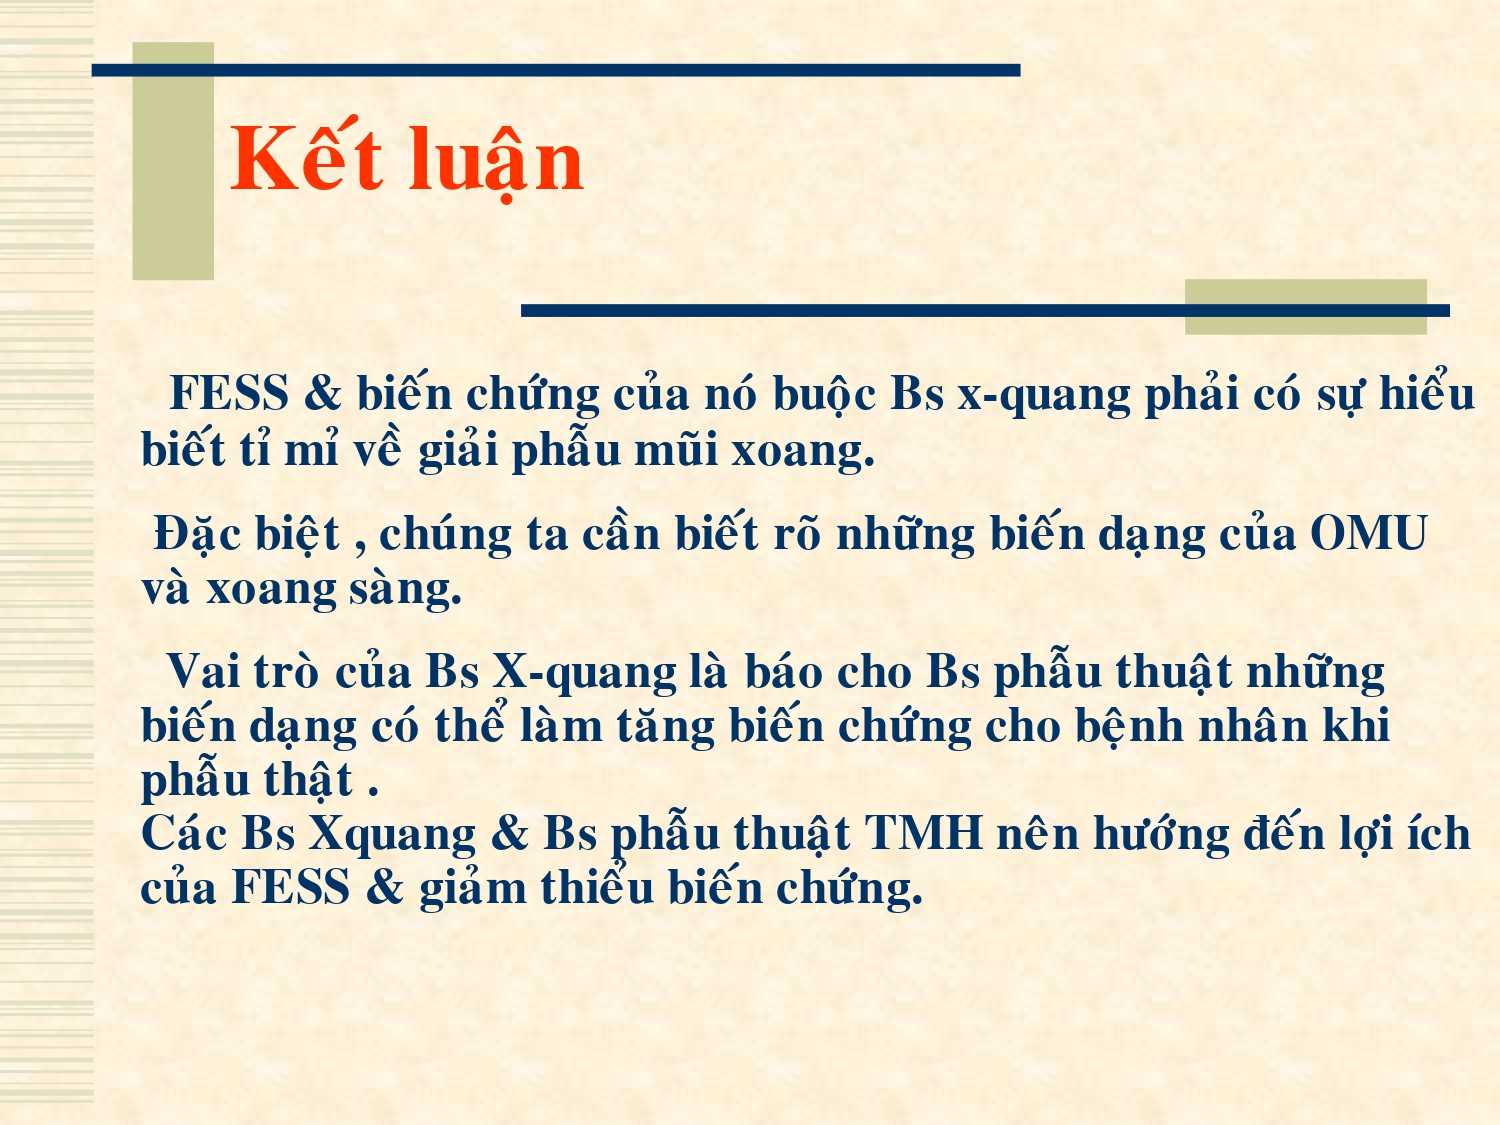 Kết luận
FESS & biến chứng của nó buộc Bs x-quang phải có sự hiểu
biết tỉ mỉ về giải phẫu mũi xoang.
Đặc biệt , chúng ta cần biết rõ những biến dạng của OMU
và xoang sàng.
Vai trò của Bs X-quang là báo cho Bs phẫu thuật những
biến dạng có thể làm tăng biến chứng cho bệnh nhân khi
phẫu thật .
Các Bs Xquang & Bs phẫu thuật TMH nên hướng đến lợi ích
của FESS & giảm thiểu biến chứng.